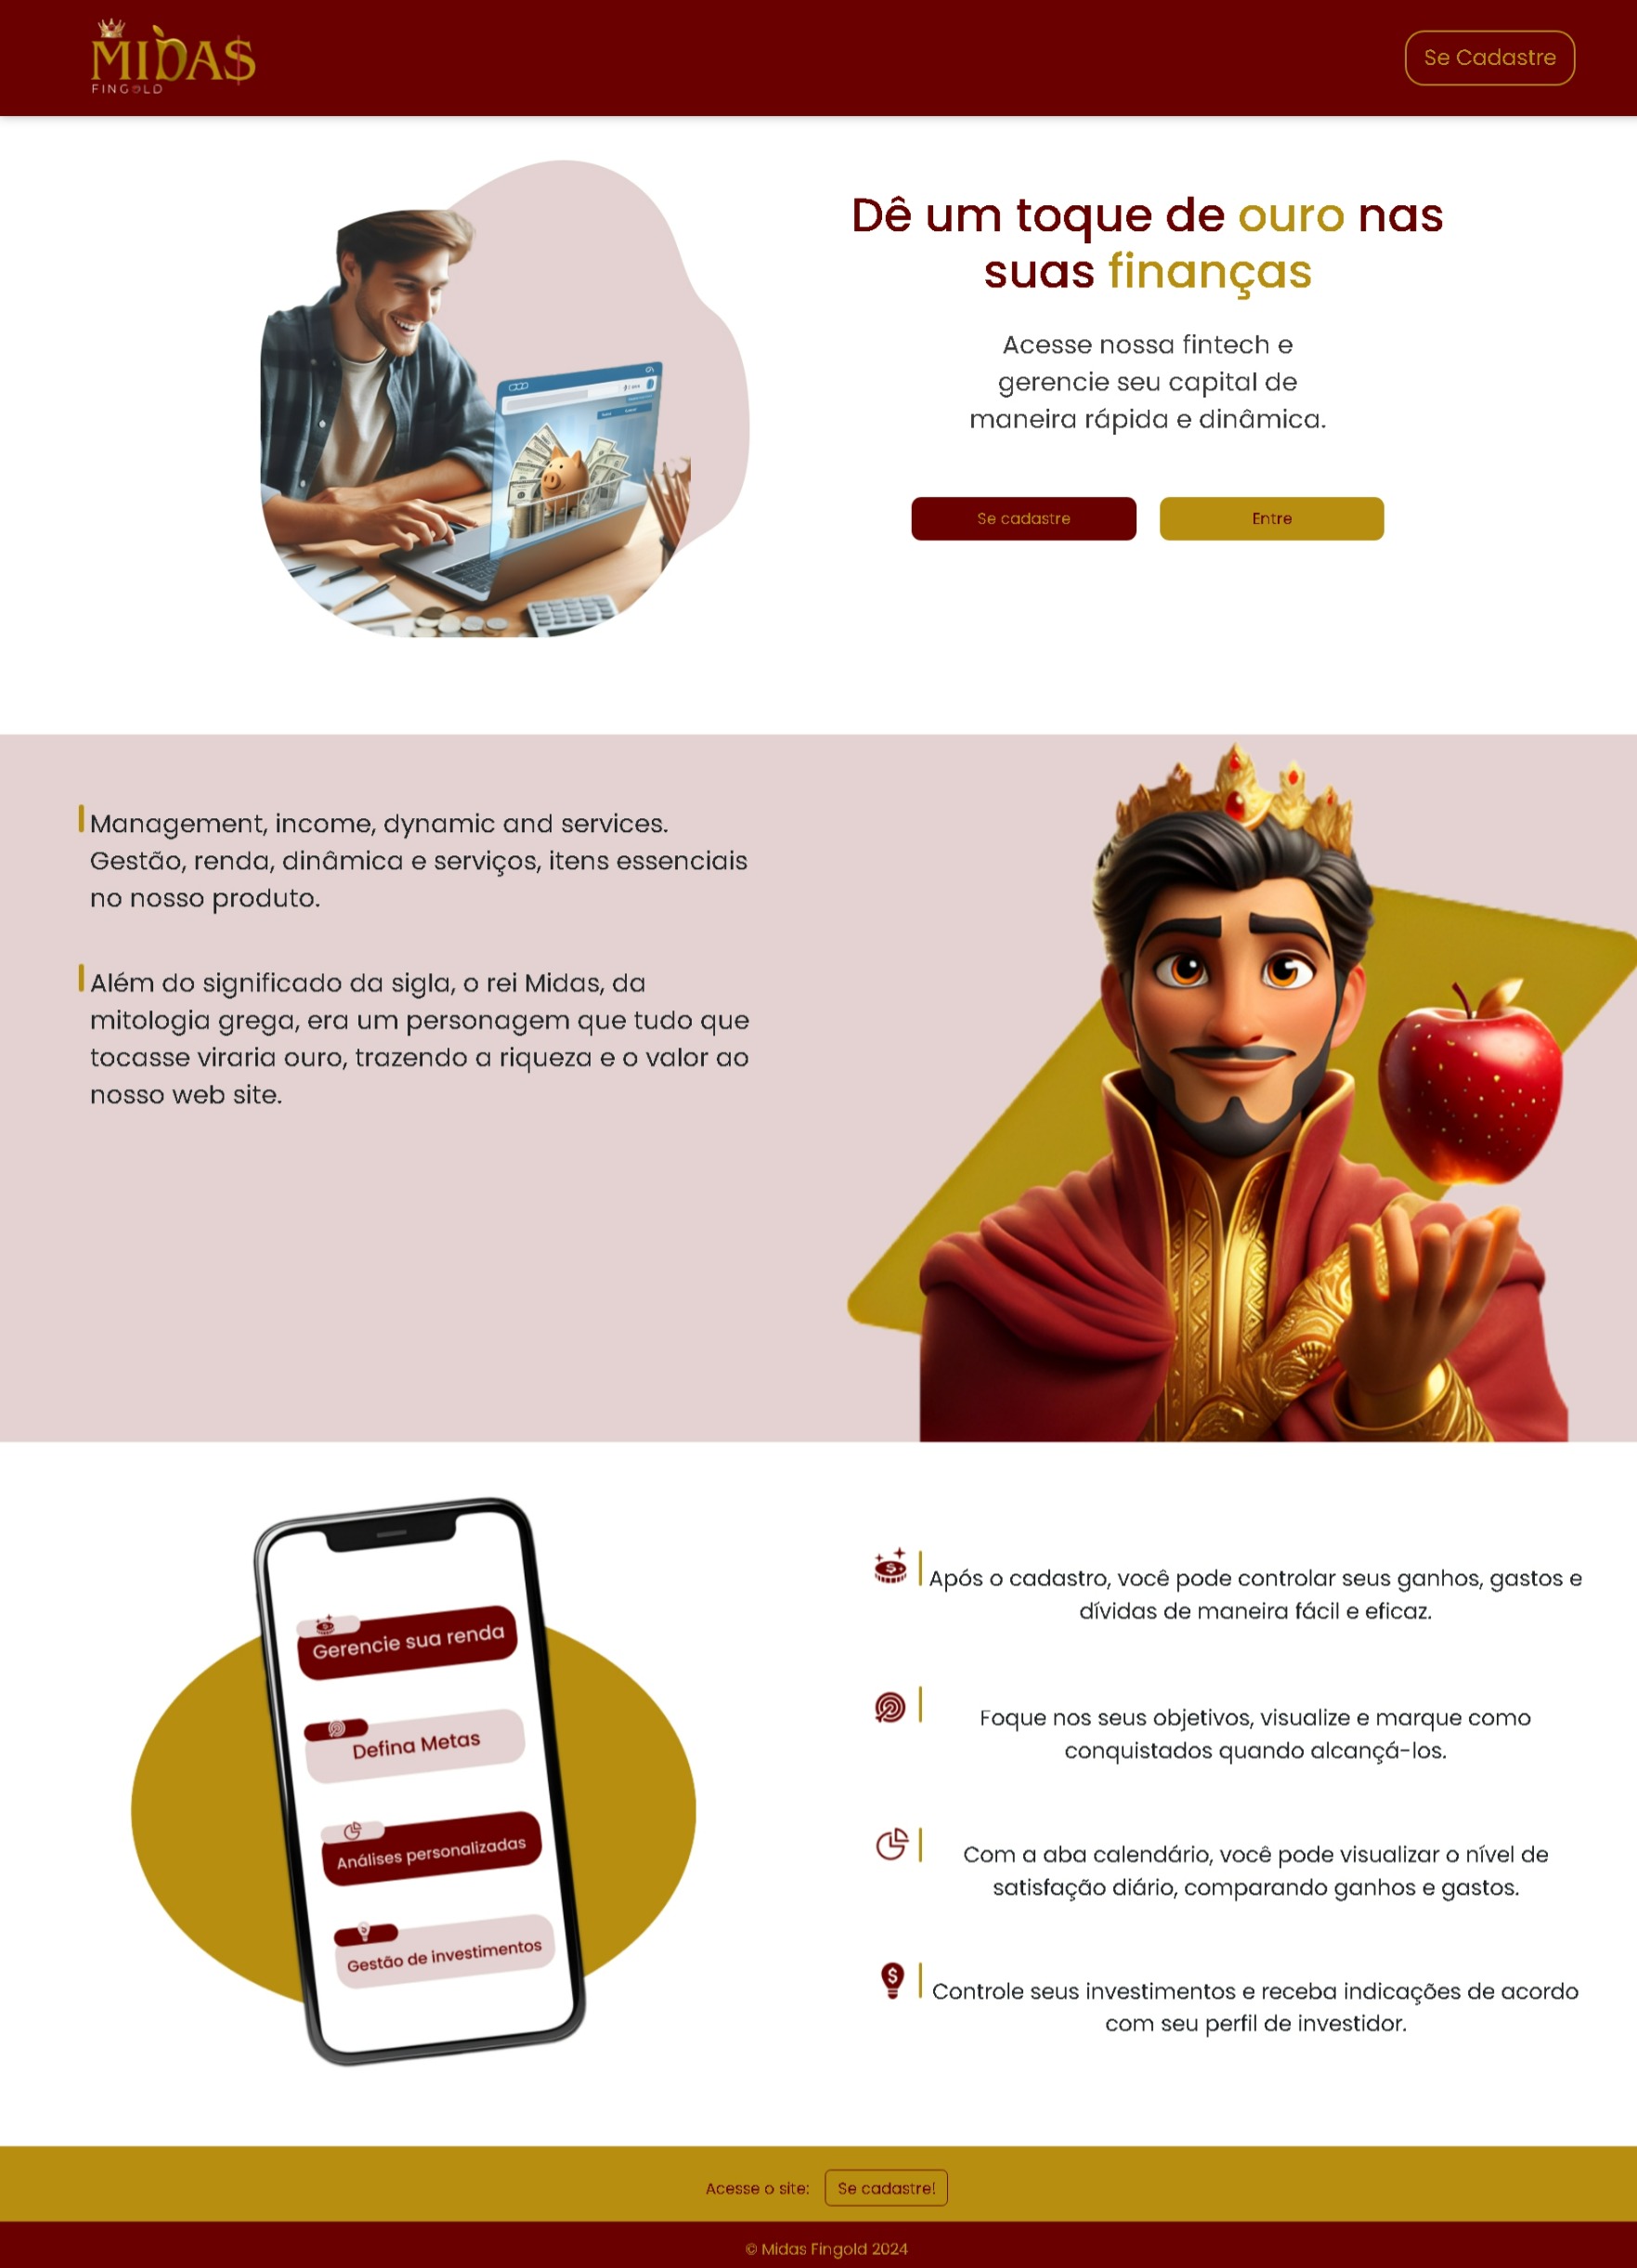 MIDAS
FINGOLD
Se Cadastre
Dê um toque de ouro nas
suas finanças
Acesse nossa fintech e
gerencie seu capital de
maneira rápida e dinâmica.
Se cadastre
Entre
Management, income, dynamic and services.
Gestão, renda, dinâmica e serviços, itens essenciais
no nosso produto.
Além do significado da sigla, o rei Midas, da
mitologia grega, era um personagem que tudo que
tocasse viraria ouro, trazendo a riqueza e o valor ao
nosso web site.
Gerencie sua renda
Defina Metas
Análises personalizadas
Gestão de investimentos
Após o cadastro, você pode controlar seus ganhos, gastos e
dívidas de maneira fácil e eficaz.
Foque nos seus objetivos, visualize e marque como
conquistados quando alcançá-los.
Com a aba calendário, você pode visualizar o nível de
satisfação diário, comparando ganhos e gastos.
Controle seus investimentos e receba indicações de acordo
com seu perfil de investidor.
Acesse o site:
Se cadastre!
© Midas Fingold 2024